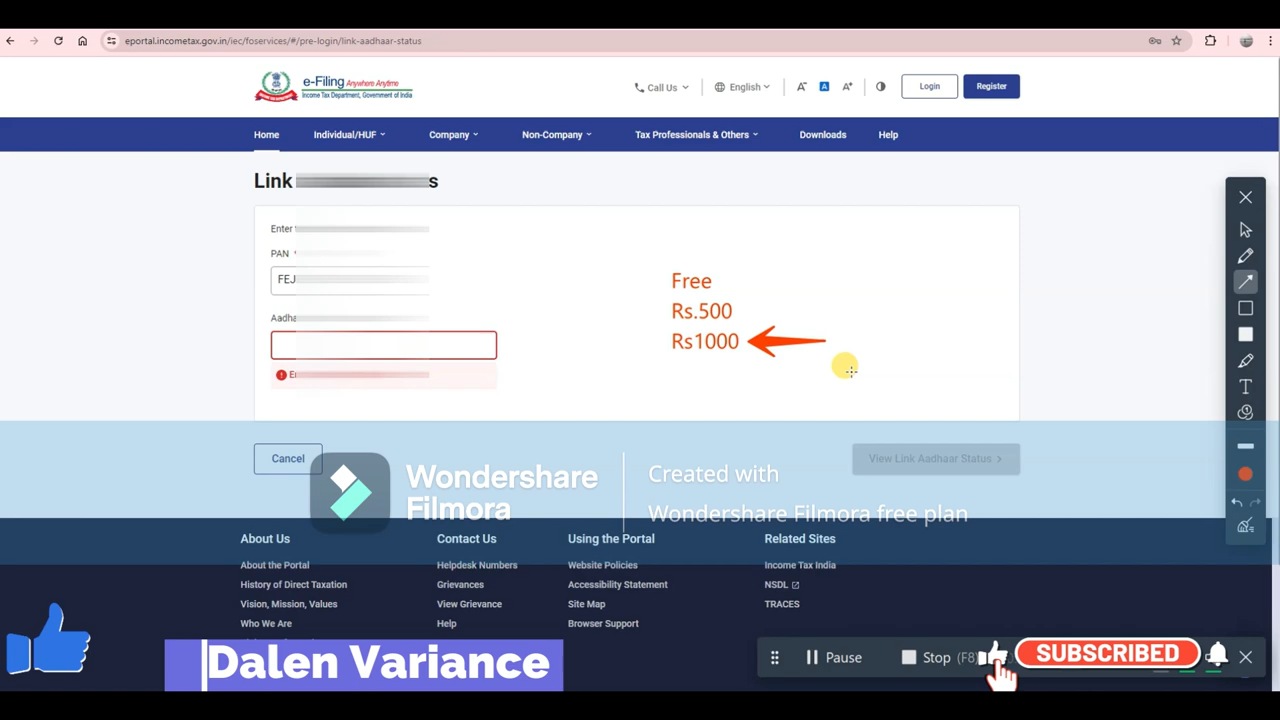 eportal.incometax.gov.in/iec/foservices/#/pre-login/link-aadhaar-status
e-Filing Anywhere Anytime
Income Tax Department, Government of India
Call Us
English
A- A A+
Login
Register
Home
Individual/HUF
Company
Non-Company
Tax Professionals & Others
Downloads
Help
Link
s
Enter
PAN *
FEJ
Aadha
Free
Rs.500
Rs1000
Cancel
View Link Aadhaar Status
Wondershare
Filmora
Created with
Wondershare Filmora free plan
About Us
About the Portal
History of Direct Taxation
Vision, Mission, Values
Who We Are
Contact Us
Helpdesk Numbers
Grievances
View Grievance
Help
Using the Portal
Website Policies
Accessibility Statement
Site Map
Browser Support
Related Sites
Income Tax India
NSDL
TRACES
Dalen Variance
Pause
Stop (F8)
SUBSCRIBED
T